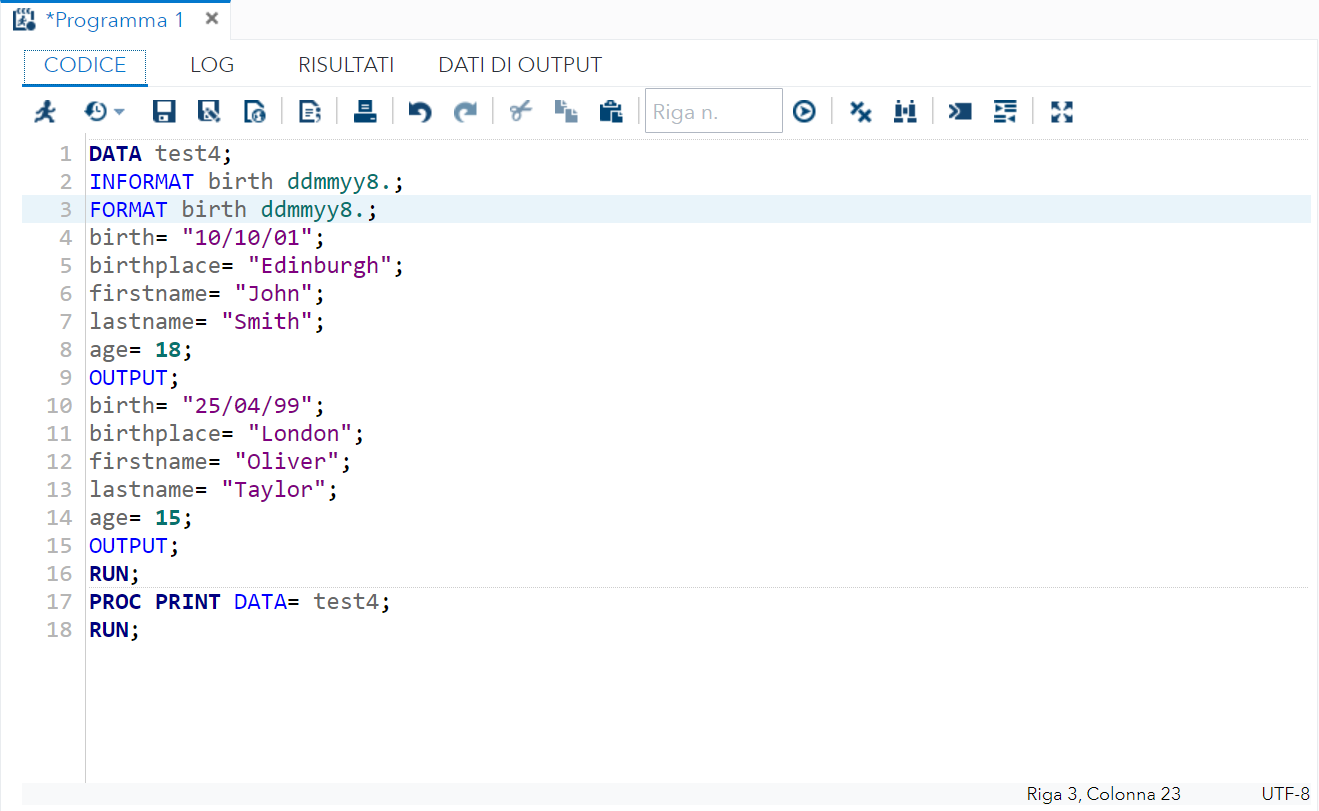 *Programma 1
CODICE LOG RISULTATI DATI DI OUTPUT
Riga n.
1 DATA test4;
2 INFORMAT birth ddmmyy8.;
3 FORMAT birth ddmmyy8.;
4 birth= "10/10/01";
5 birthplace= "Edinburgh";
6 firstname= "John";
7 lastname= "Smith";
8 age= 18;
9 OUTPUT;
10 birth= "25/04/99";
11 birthplace= "London";
12 firstname= "Oliver";
13 lastname= "Taylor";
14 age= 15;
15 OUTPUT;
16 RUN;
17 PROC PRINT DATA= test4;
18 RUN;
Riga 3, Colonna 23 UTF-8